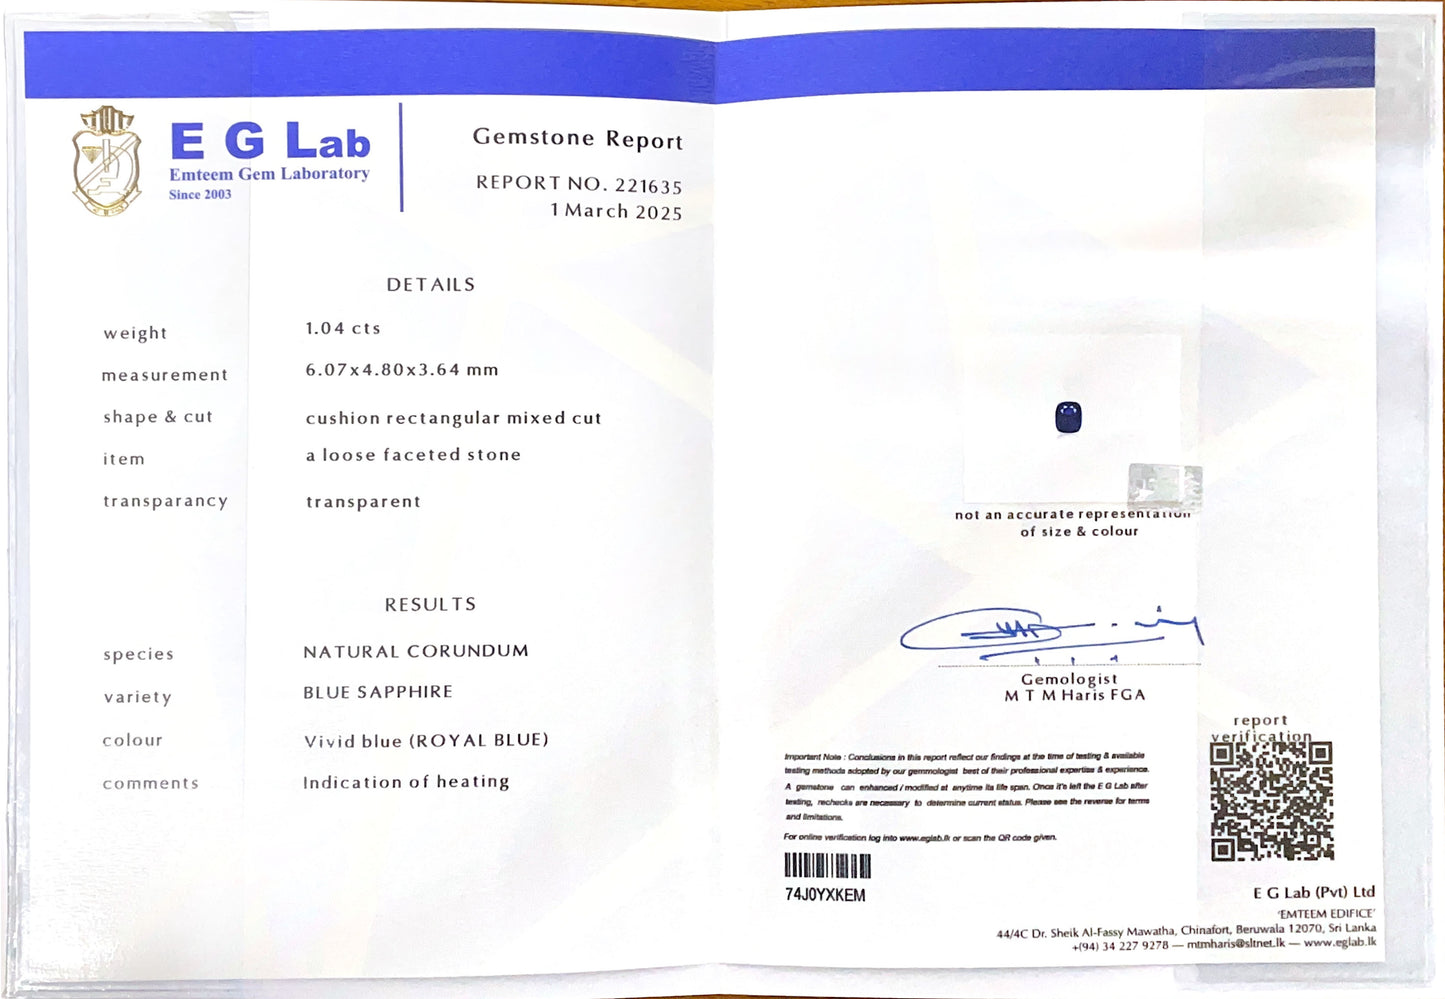 E G Lab
Emteem Gem Laboratory
Since 2003
Gemstone Report
REPORT NO. 221635
1 March 2025
DETAILS
weight 1.04 cts
measurement 6.07x4.80x3.64 mm
shape & cut cushion rectangular mixed cut
item a loose faceted stone
transparancy transparent
RESULTS
species NATURAL CORUNDUM
variety BLUE SAPPHIRE
colour Vivid blue (ROYAL BLUE)
comments Indication of heating
not an accurate representation
of size & colour
Gemologist
M T M Haris FGA
report
verification
Important Note : Conclusions in this report reflect our findings at the time of testing & available
testing methods adopted by our gemmologist best of their professional expertise & experience.
A gemstone can enhanced / modified at anytime its life span. Once it's left the E G Lab after
testing, rechecks are necessary to determine current status. Please see the reverse for terms
and limitations.
For online verification log into www.eglab.lk or scan the QR code given.
74J0YXKEM
E G Lab (Pvt) Ltd
'EMTEEM EDIFICE'
44/4C Dr. Sheik Al-Fassy Mawatha, Chinafort, Beruwala 12070, Sri Lanka
+(94) 34 227 9278 — mtmharis@sltnet.lk — www.eglab.lk